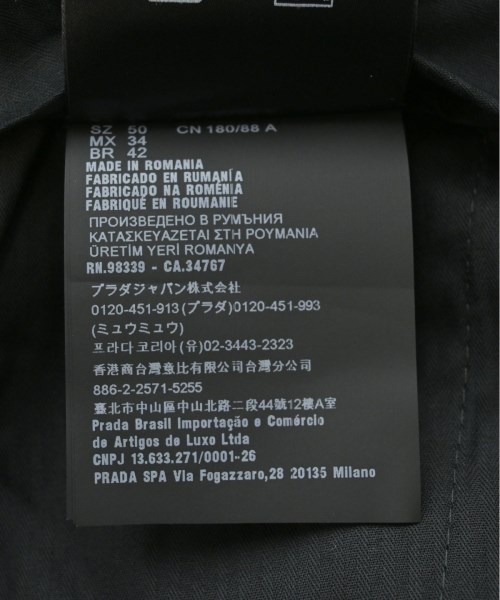 SZ 50 CN 180/88 A
MX 34
BR 42
MADE IN ROMANIA
FABRICADO EN RUMANÍA
FABRICADO NA ROMÊNIA
FABRIQUÉ EN ROUMANIE
ПРОИЗВЕДЕНО В РУМЪНИЯ
ΚΑΤΑΣΚΕΥΑΖΕΤΑΙ ΣΤΗ ΡΟΥΜΑΝΙΑ
ÜRETİM YERİ ROMANYA
RN.98339 - CA.34767
プラダジャパン株式会社
0120-451-913 (プラダ)0120-451-993
(ミュウミュウ)
프라다코리아(유) 02-3443-2323
香港商台灣意比有限公司台灣分公司
886-2-2571-5255
臺北市中山區中山北路二段44號12樓A室
Prada Brasil Importação e Comércio
de Artigos de Luxo Ltda
CNPJ 13.633.271/0001-26
PRADA SPA Via Fogazzaro,28 20135 Milano